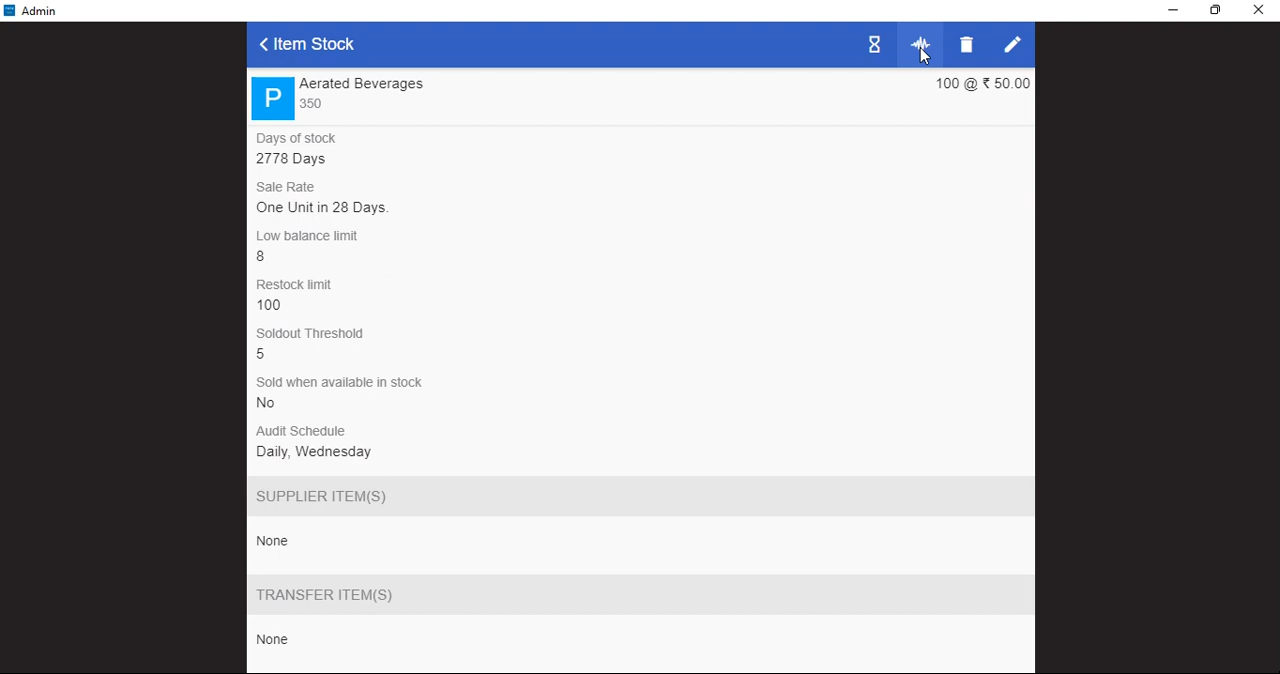 Admin
Item Stock
P
Aerated Beverages
100 @ ₹ 50.00
350
Days of stock
2778 Days
Sale Rate
One Unit in 28 Days.
Low balance limit
8
Restock limit
100
Soldout Threshold
5
Sold when available in stock
No
Audit Schedule
Daily, Wednesday
SUPPLIER ITEM(S)
None
TRANSFER ITEM(S)
None